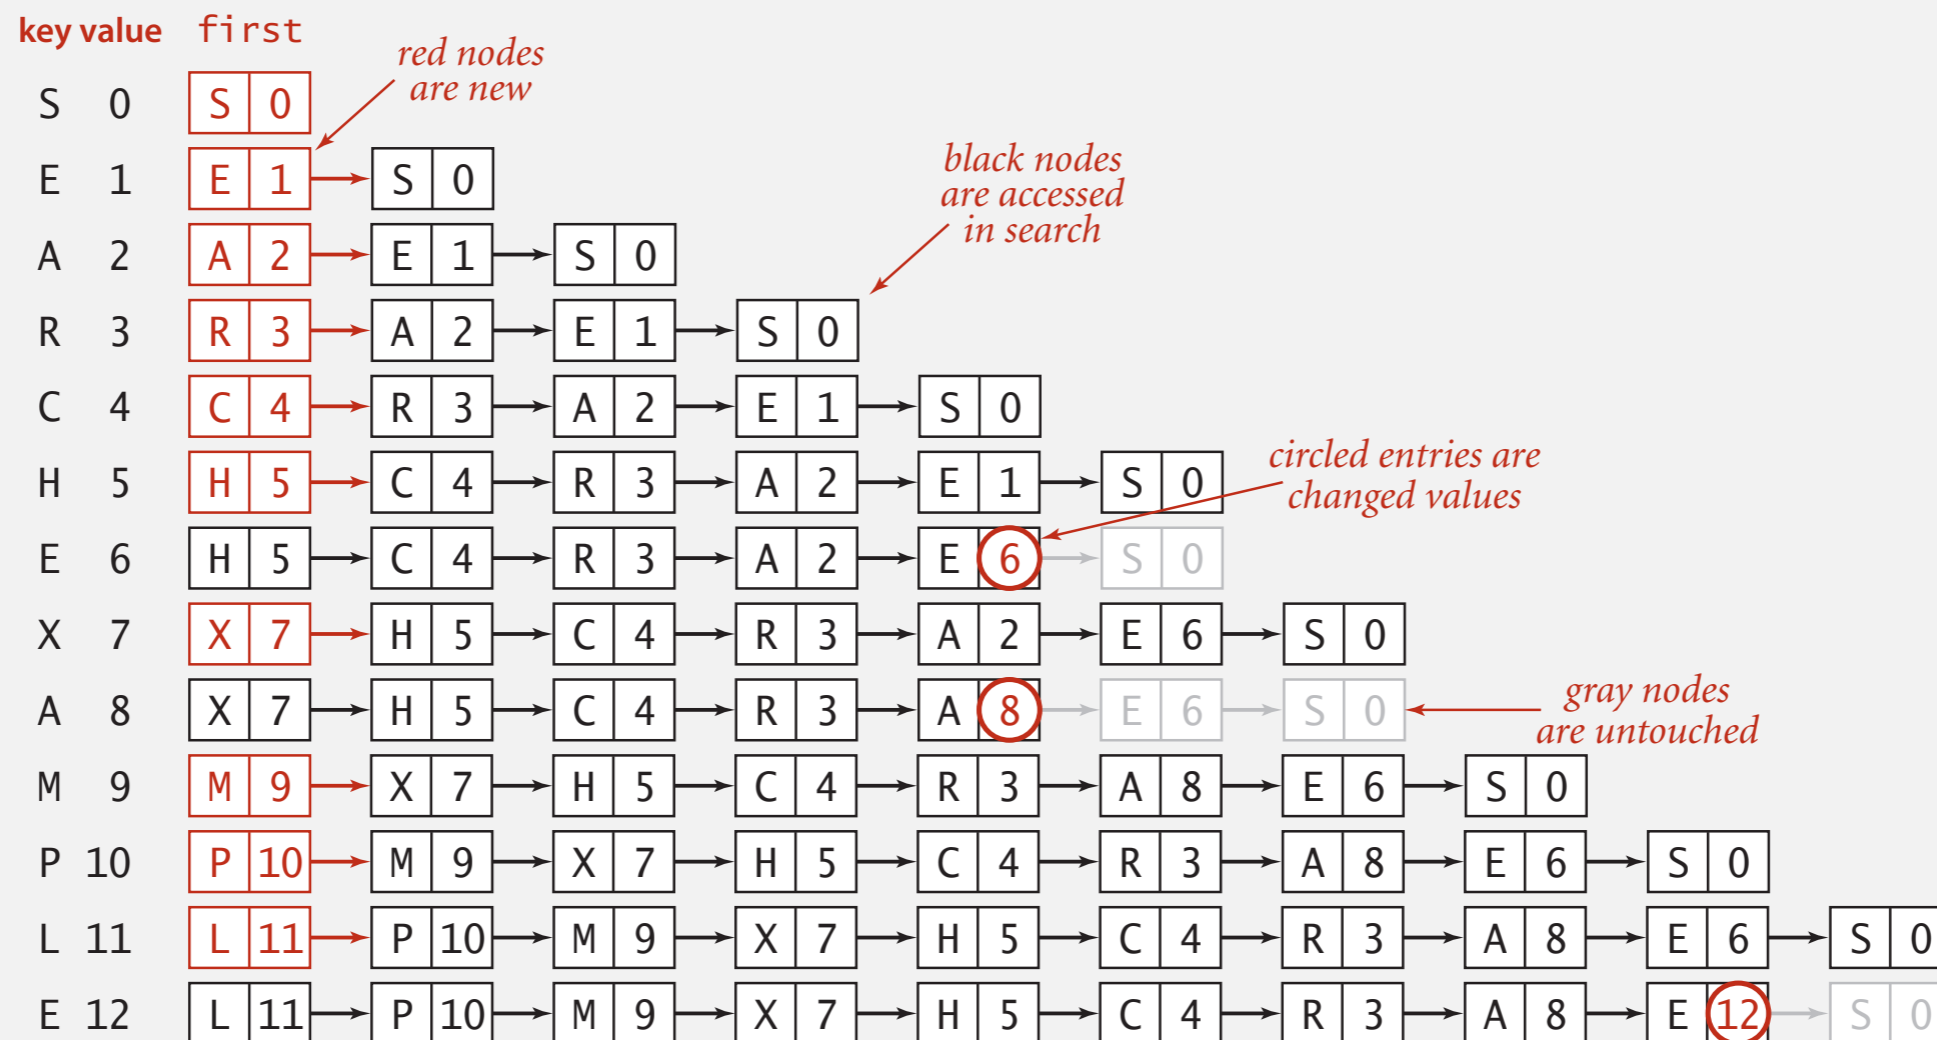 key value first
red nodes
are new
S 0 S 0
E 1 E 1 S 0
black nodes
are accessed
in search
A 2 A 2 E 1 S 0
R 3 R 3 A 2 E 1 S 0
C 4 C 4 R 3 A 2 E 1 S 0
circled entries are
changed values
H 5 H 5 C 4 R 3 A 2 E 1 S 0
E 6 H 5 C 4 R 3 A 2 E 6 S 0
X 7 X 7 H 5 C 4 R 3 A 2 E 6 S 0
gray nodes
are untouched
A 8 X 7 H 5 C 4 R 3 A 8 E 6 S 0
M 9 M 9 X 7 H 5 C 4 R 3 A 8 E 6 S 0
P 10 P 10 M 9 X 7 H 5 C 4 R 3 A 8 E 6 S 0
L 11 L 11 P 10 M 9 X 7 H 5 C 4 R 3 A 8 E 6 S 0
E 12 L 11 P 10 M 9 X 7 H 5 C 4 R 3 A 8 E 12 S 0